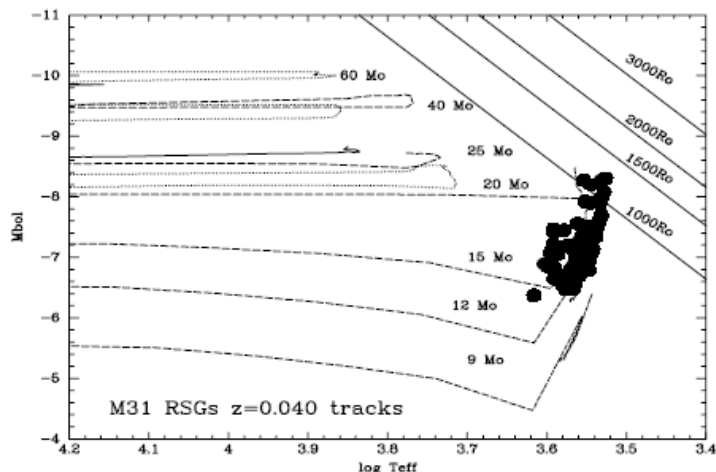 -11
-10
-9
-8
-7
-6
-5
-4
Mbol
60 Mo
40 Mo
25 Mo
20 Mo
15 Mo
12 Mo
9 Mo
3000Ro
2000Ro
1500Ro
1000Ro
M31 RSGs z=0.040 tracks
4.2 4.1 4 3.9 3.8 3.7 3.6 3.5 3.4
log Teff